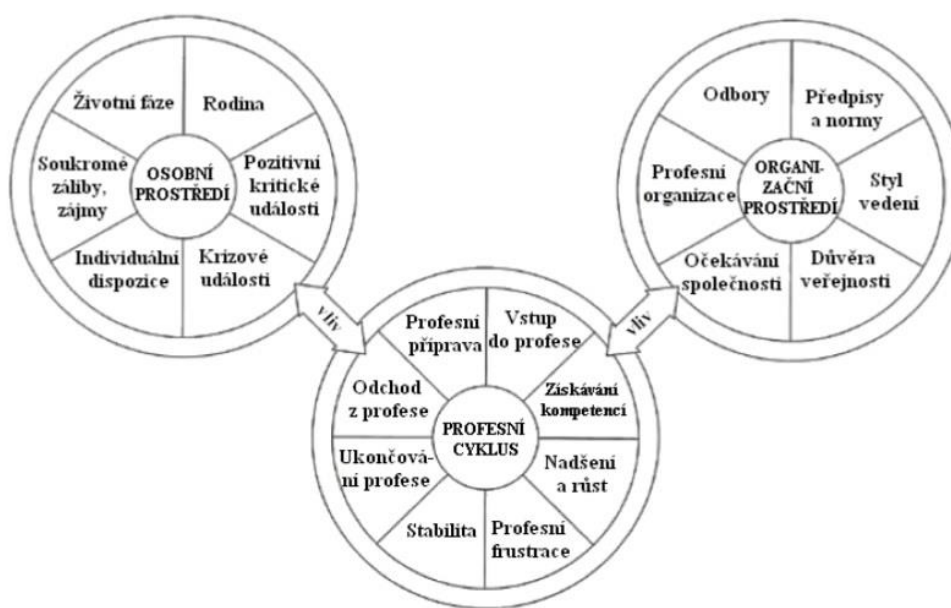 Životní fáze
Rodina
Soukromé
záliby,
zájmy
OSOBNÍ
PROSTŘEDÍ
Pozitivní
kritické
události
Individuální
dispozice
Krizové
události
vliv
Odbory
Předpisy
a normy
Profesní
organizace
ORGANI-
ZAČNÍ
PROSTŘEDÍ
Styl
vedení
Očekávání
společnosti
Důvěra
veřejnosti
vliv
Profesní
příprava
Vstup
do profese
Odchod
z profese
Získávání
kompetencí
PROFESNÍ
CYKLUS
Ukončová-
ní profese
Nadšení
a růst
Stabilita
Profesní
frustrace